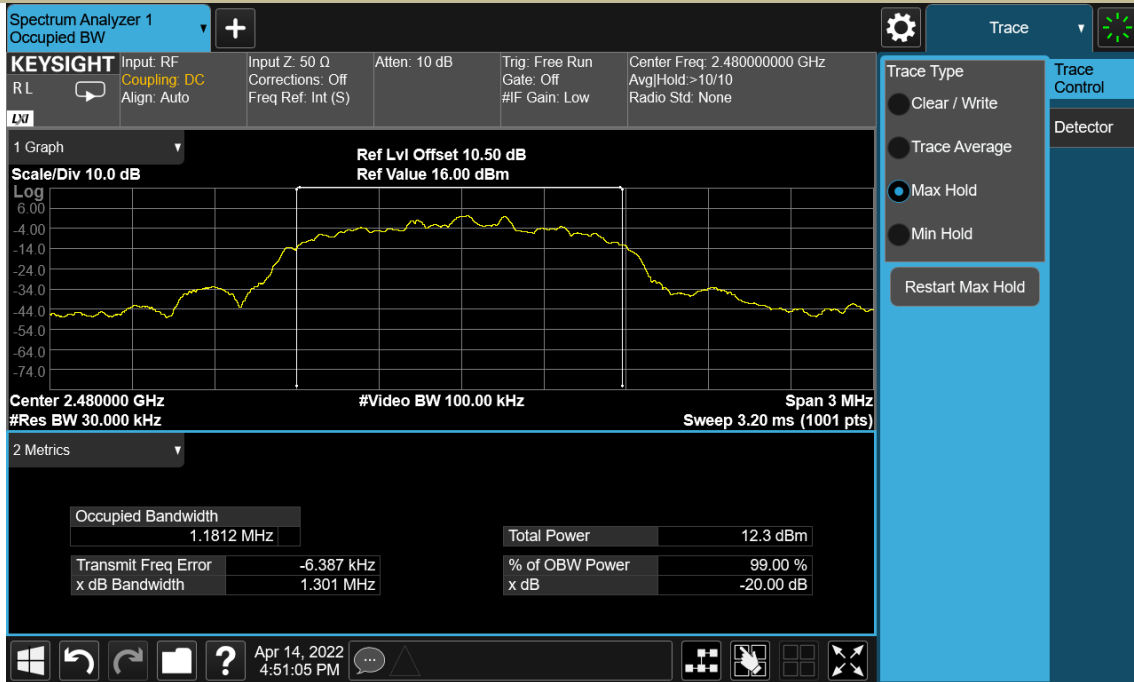 Spectrum Analyzer 1
Occupied BW
+
Trace
KEYSIGHT
R L
LXI
Input: RF
Coupling: DC
Align: Auto
Input Z: 50 Ω
Corrections: Off
Freq Ref: Int (S)
Atten: 10 dB
Trig: Free Run
Gate: Off
#IF Gain: Low
Center Freq: 2.480000000 GHz
Avg|Hold:>10/10
Radio Std: None
Trace Type
Clear / Write
Trace Average
Max Hold
Min Hold
Restart Max Hold
Trace
Control
Detector
1 Graph
Scale/Div 10.0 dB
Ref Lvl Offset 10.50 dB
Ref Value 16.00 dBm
Log
6.00
-4.00
-14.0
-24.0
-34.0
-44.0
-54.0
-64.0
-74.0
Center 2.480000 GHz
#Video BW 100.00 kHz
Span 3 MHz
#Res BW 30.000 kHz
Sweep 3.20 ms (1001 pts)
2 Metrics
Occupied Bandwidth
1.1812 MHz
Total Power 12.3 dBm
Transmit Freq Error -6.387 kHz
% of OBW Power 99.00 %
x dB Bandwidth 1.301 MHz
x dB -20.00 dB
?
Apr 14, 2022
4:51:05 PM